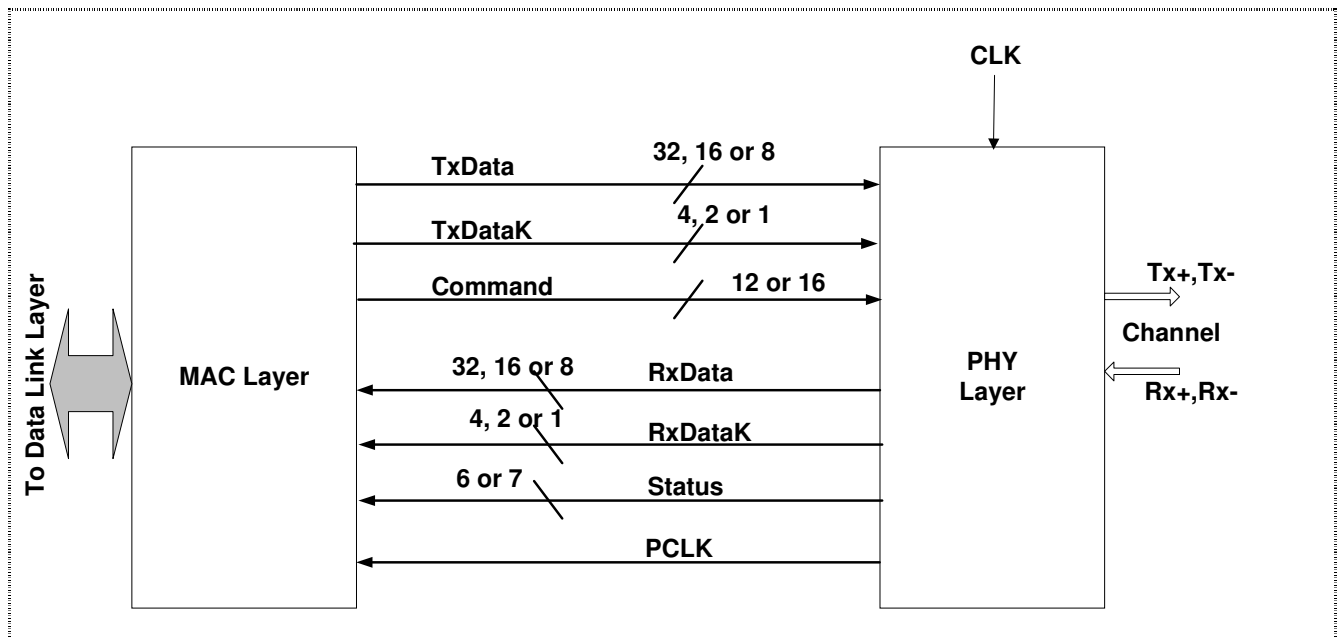 CLK
TxData
32, 16 or 8
TxDataK
4, 2 or 1
Command
12 or 16
Tx+,Tx-
Channel
Rx+,Rx-
To Data Link Layer
MAC Layer
PHY
Layer
32, 16 or 8
RxData
4, 2 or 1
RxDataK
6 or 7
Status
PCLK